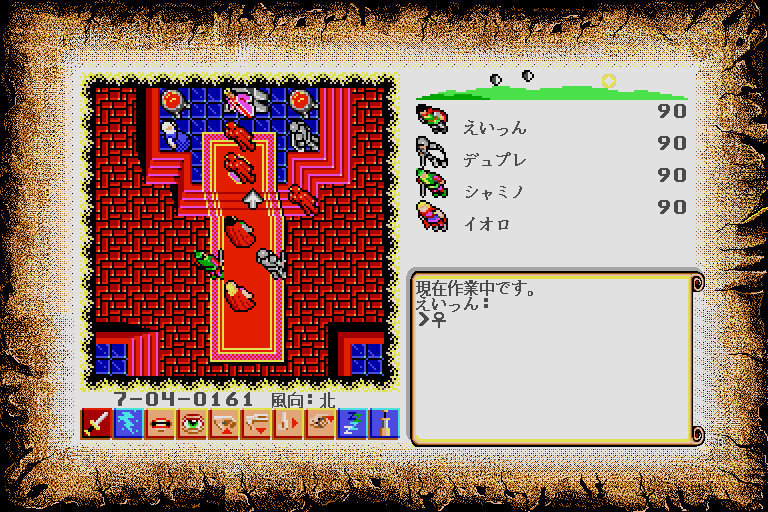 90
えいっん
90
デュプレ
90
シャミノ
90
イオロ
現在作業中です。
えいっん:
>♀
7-04-0161 風向:北